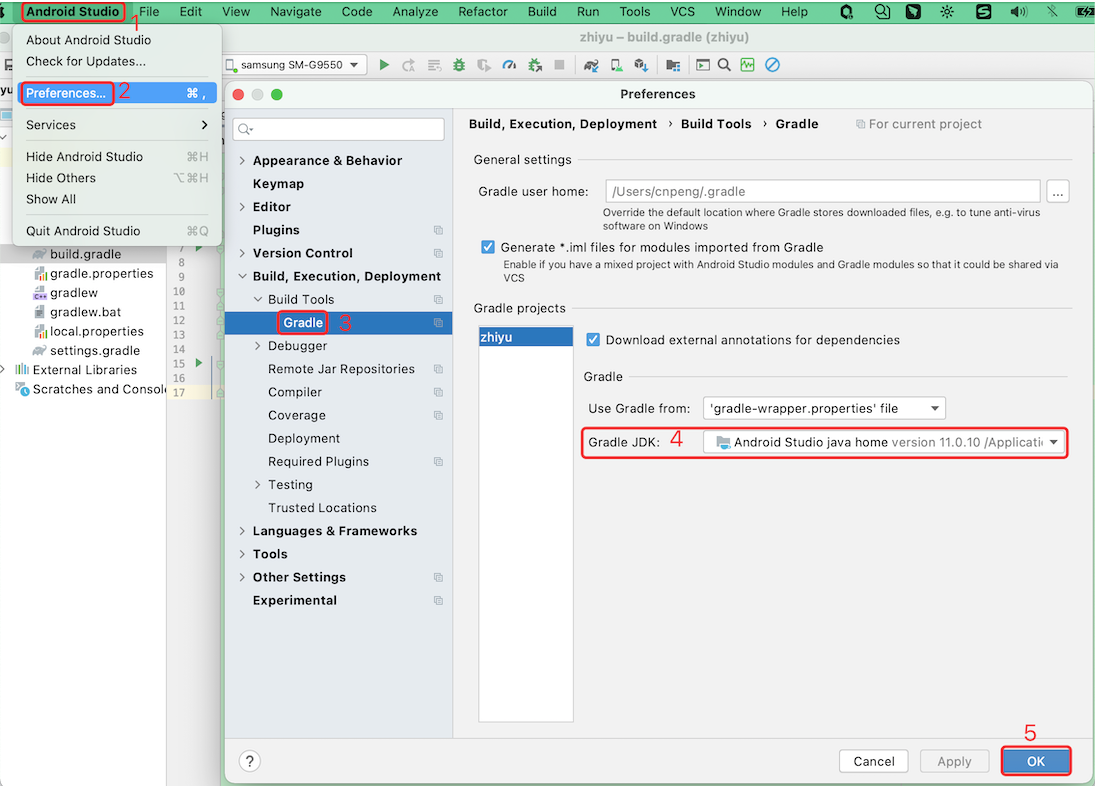 Android Studio File Edit View Navigate Code Analyze Refactor Build Run Tools VCS Window Help
1
zhiyu – build.gradle (zhiyu)
About Android Studio
Check for Updates...
samsung SM-G9550
Preferences... 2 ⌘ ,
Services
Hide Android Studio ⌘H
Hide Others ⌥⌘H
Show All
Quit Android Studio ⌘Q
build.gradle
gradle.properties
gradlew
gradlew.bat
local.properties
settings.gradle
External Libraries
Scratches and Consol
7
8
9
10
11
12
13
14
15
16
17
Preferences
Appearance & Behavior
Keymap
Editor
Plugins
Version Control
Build, Execution, Deployment
Build Tools
Gradle 3
Debugger
Remote Jar Repositories
Compiler
Coverage
Deployment
Required Plugins
Testing
Trusted Locations
Languages & Frameworks
Tools
Other Settings
Experimental
Build, Execution, Deployment › Build Tools › Gradle For current project
General settings
Gradle user home: /Users/cnpeng/.gradle ...
Override the default location where Gradle stores downloaded files, e.g. to tune anti-virus
software on Windows
Generate *.iml files for modules imported from Gradle
Enable if you have a mixed project with Android Studio modules and Gradle modules so that it could be shared via
VCS
Gradle projects
zhiyu
Download external annotations for dependencies
Gradle
Use Gradle from: 'gradle-wrapper.properties' file
Gradle JDK: 4 Android Studio java home version 11.0.10 /Applicati
5
? Cancel Apply OK